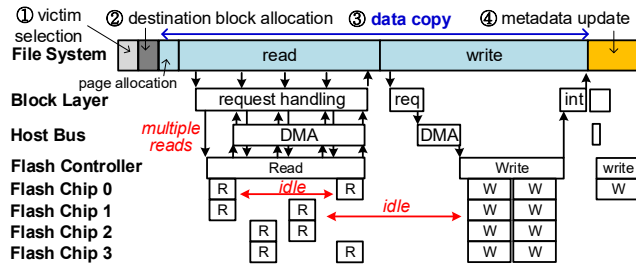 ① victim selection
② destination block allocation
③ data copy
④ metadata update
File System
page allocation
read
write
Block Layer
request handling
req
int
multiple reads
Host Bus
DMA
DMA
Flash Controller
Read
Write
write
Flash Chip 0
R
idle
R
W
W
W
Flash Chip 1
R
R
idle
W
W
Flash Chip 2
R
R
W
W
Flash Chip 3
R
R
W
W